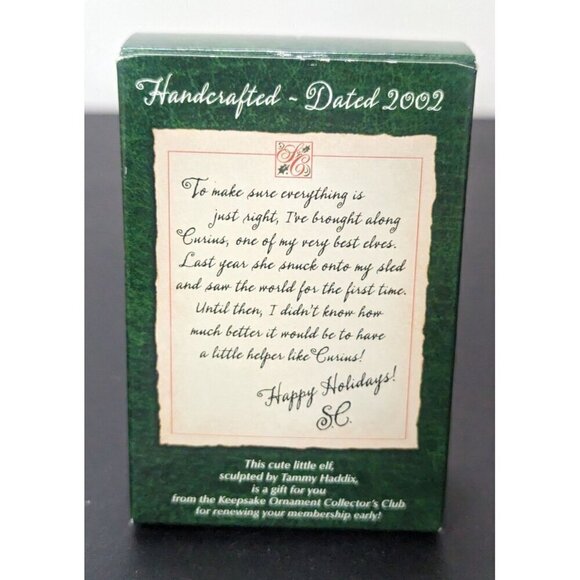 Handcrafted ~ Dated 2002
SC
To make sure everything is
just right, I've brought along
Curius, one of my very best elves.
Last year she snuck onto my sled
and saw the world for the first time.
Until then, I didn't know how
much better it would be to have
a little helper like Curius!
Happy Holidays!
S.C.
This cute little elf,
sculpted by Tammy Haddix,
is a gift for you
from the Keepsake Ornament Collector's Club
for renewing your membership early!